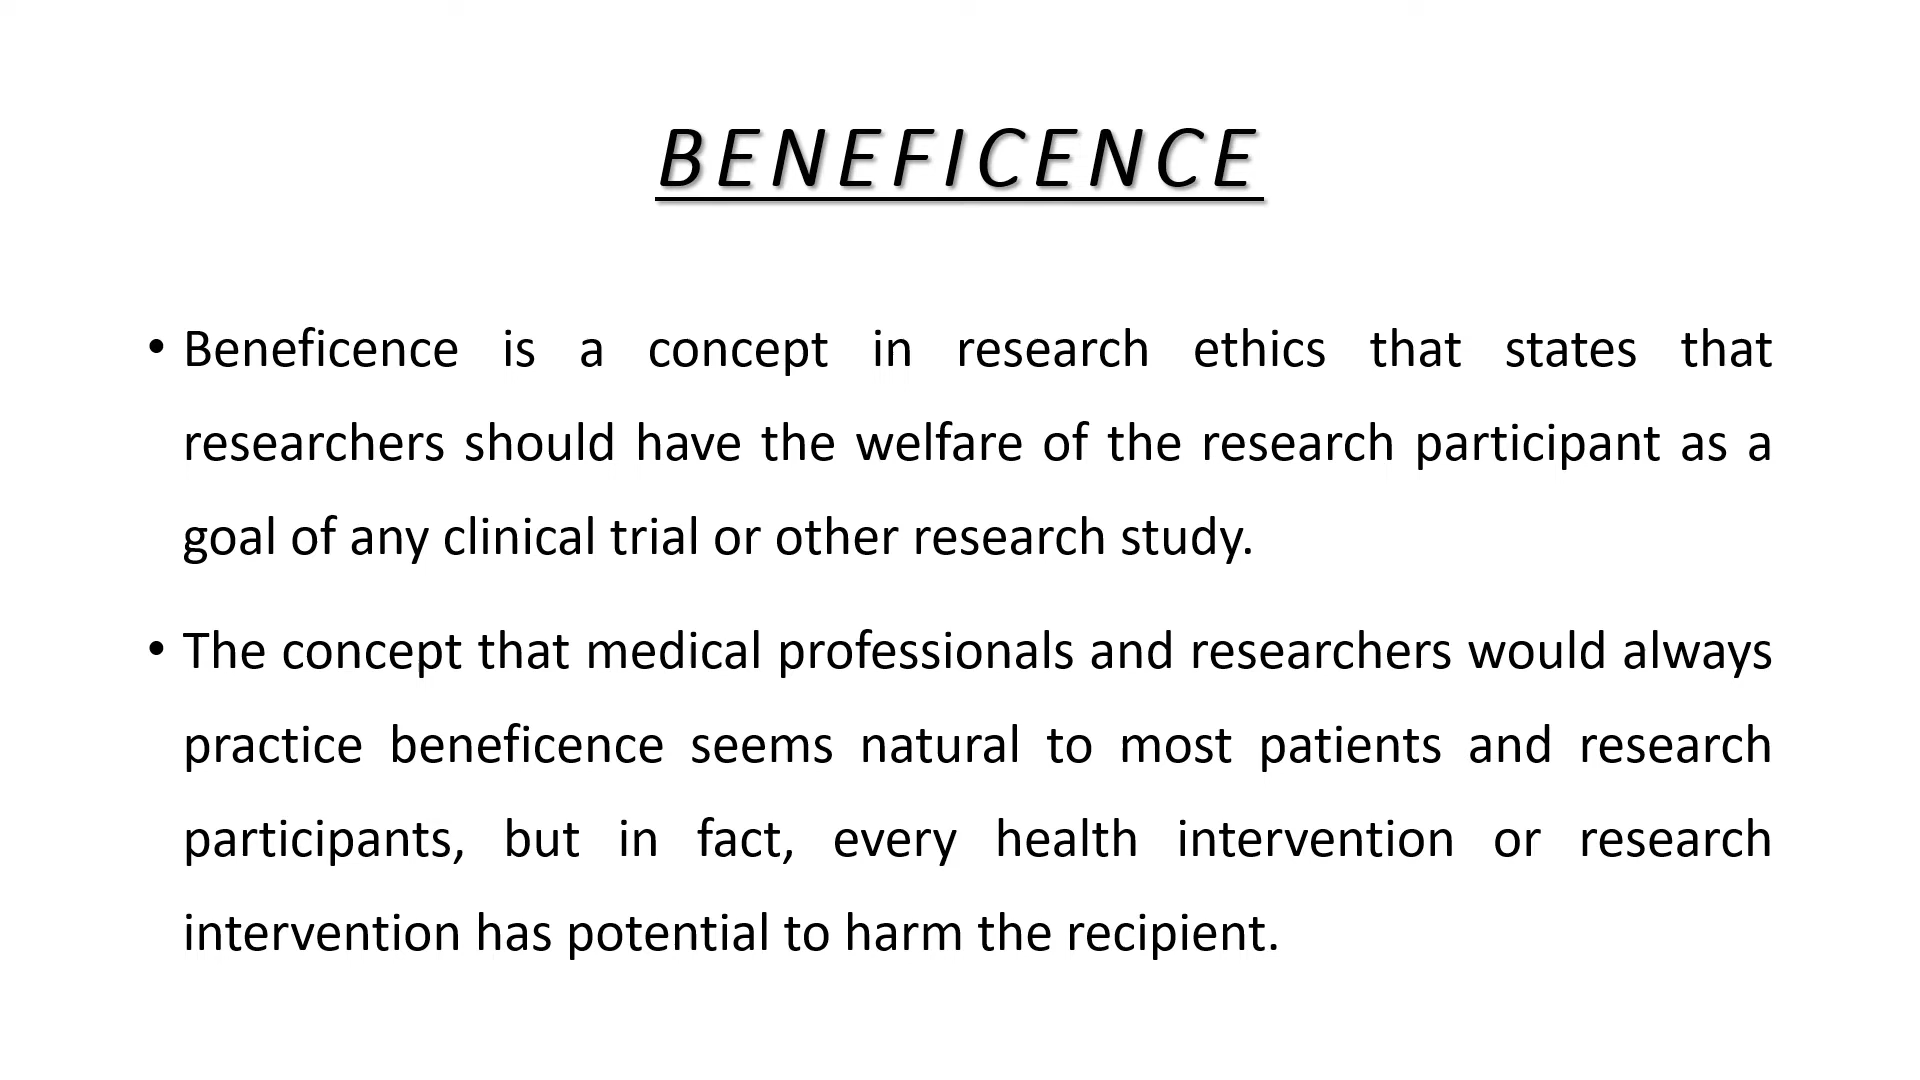 BENEFICENCE
• Beneficence is a concept in research ethics that states that
researchers should have the welfare of the research participant as a
goal of any clinical trial or other research study.
• The concept that medical professionals and researchers would always
practice beneficence seems natural to most patients and research
participants, but in fact, every health intervention or research
intervention has potential to harm the recipient.